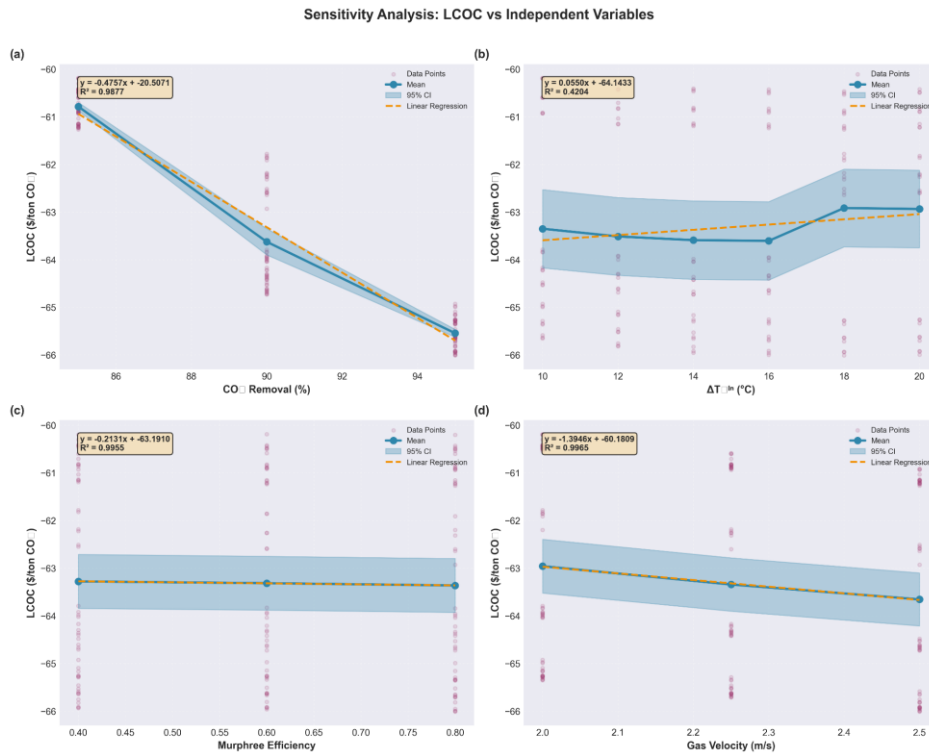 Sensitivity Analysis: LCOC vs Independent Variables
(a)
y = -0.4757x + -20.5071
R² = 0.9877
Data Points
Mean
95% CI
Linear Regression
−60
−61
−62
−63
−64
−65
−66
LCOC ($/ton CO□)
86
88
90
92
94
CO□ Removal (%)
(b)
y = 0.0550x + -64.1433
R² = 0.4204
Data Points
Mean
95% CI
Linear Regression
−60
−61
−62
−63
−64
−65
−66
LCOC ($/ton CO□)
10
12
14
16
18
20
ΔT□ᵢₙ (°C)
(c)
y = -0.2131x + -63.1910
R² = 0.9955
Data Points
Mean
95% CI
Linear Regression
−60
−61
−62
−63
−64
−65
−66
LCOC ($/ton CO□)
0.40
0.45
0.50
0.55
0.60
0.65
0.70
0.75
0.80
Murphree Efficiency
(d)
y = -1.3946x + -60.1809
R² = 0.9965
Data Points
Mean
95% CI
Linear Regression
−60
−61
−62
−63
−64
−65
−66
LCOC ($/ton CO□)
2.0
2.1
2.2
2.3
2.4
2.5
Gas Velocity (m/s)